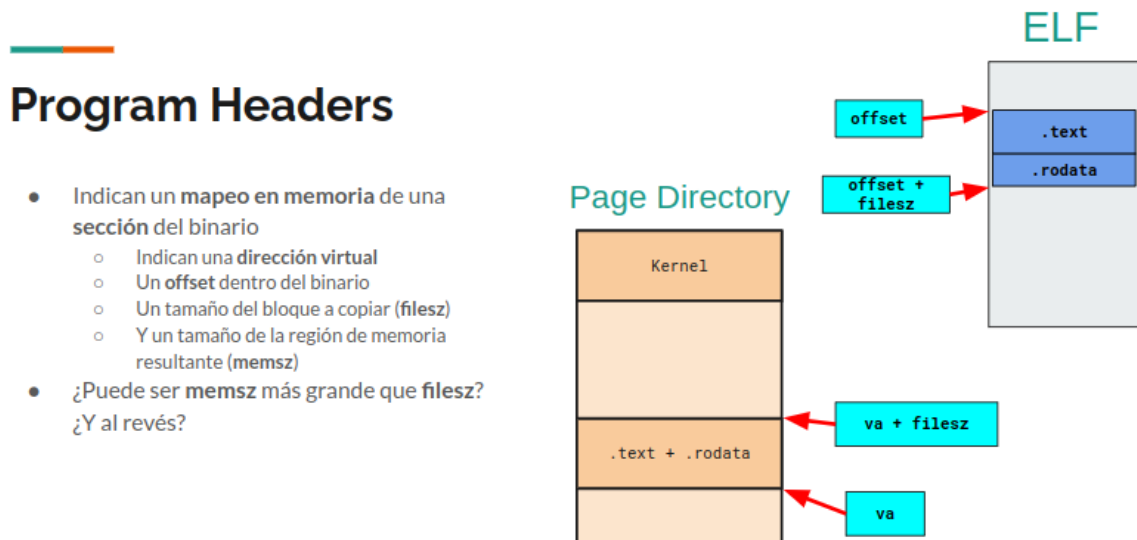 Program Headers
● Indican un mapeo en memoria de una
sección del binario
○ Indican una dirección virtual
○ Un offset dentro del binario
○ Un tamaño del bloque a copiar (filesz)
○ Y un tamaño de la región de memoria
resultante (memsz)
● ¿Puede ser memsz más grande que filesz?
¿Y al revés?
Page Directory
Kernel
.text + .rodata
va + filesz
va
ELF
offset
.text
.rodata
offset +
filesz